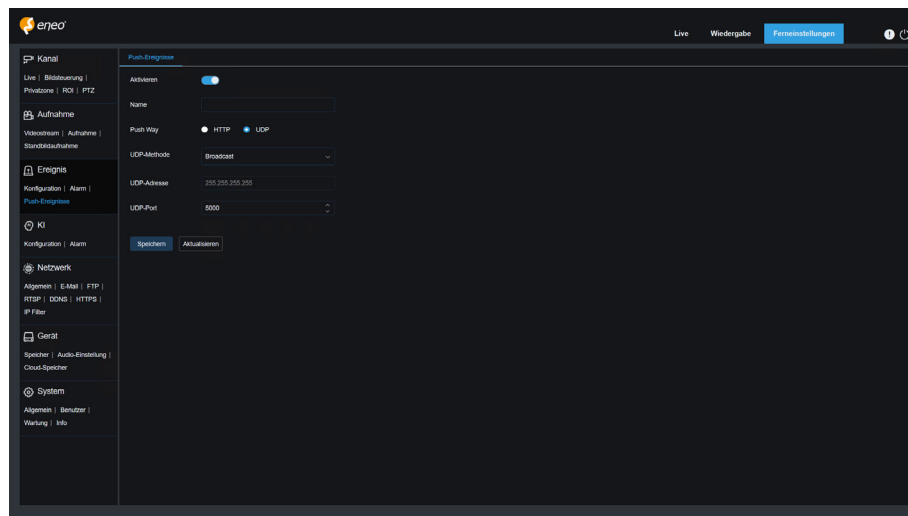 eneo
Live Wiedergabe Ferneinstellungen
Kanal
Live | Bildsteuerung |
Privatzone | ROI | PTZ
Aufnahme
Videostream | Aufnahme |
Standbildaufnahme
Ereignis
Konfiguration | Alarm |
Push-Ereignisse
KI
Konfiguration | Alarm
Netzwerk
Allgemein | E-Mail | FTP |
RTSP | DDNS | HTTPS |
IP Filter
Gerät
Speicher | Audio-Einstellung |
Cloud-Speicher
System
Allgemein | Benutzer |
Wartung | Info
Push-Ereignisse
Aktivieren
Name
Push Way HTTP UDP
UDP-Methode Broadcast
UDP-Adresse 255.255.255.255
UDP-Port 5000
Speichern Aktualisieren